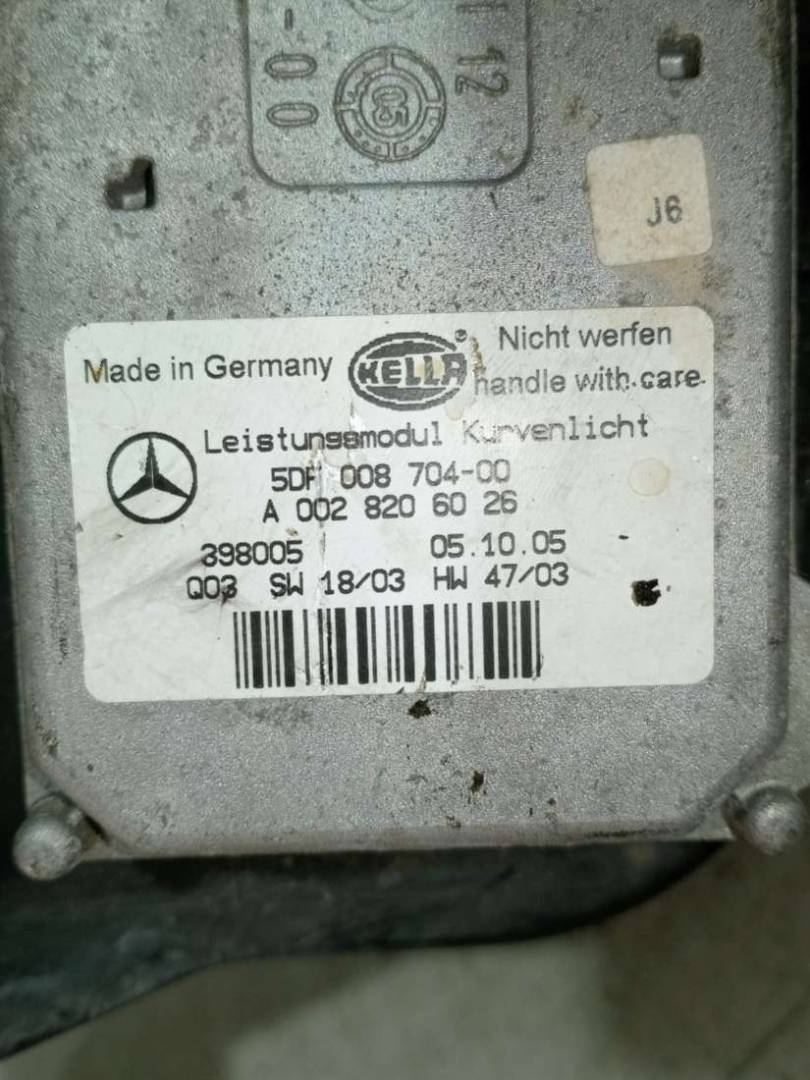 12
05
J6
Made in Germany HELLA ® Nicht werfen
handle with care
Leistungsmodul Kurvenlicht
5DF 008 704-00
A 002 820 60 26
398005 05.10.05
Q03 SW 18/03 HW 47/03